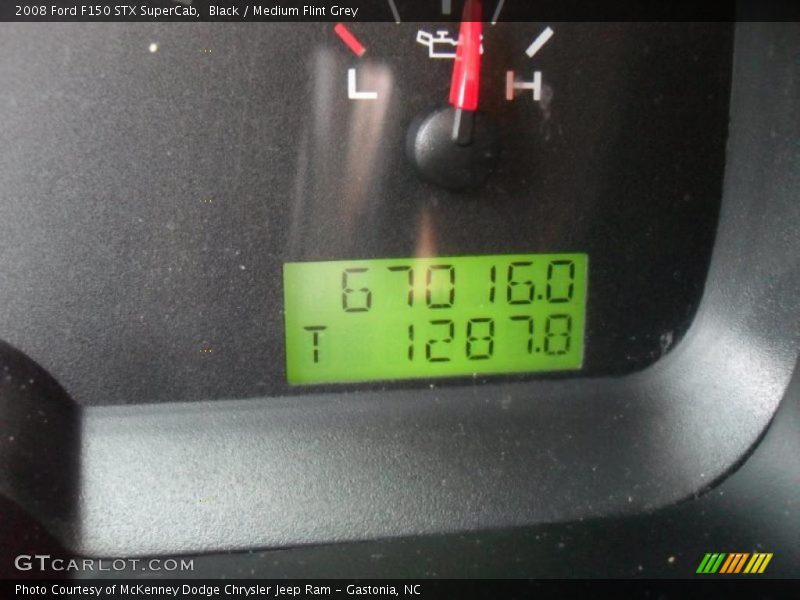 2008 Ford F150 STX SuperCab,  Black / Medium Flint Grey
L H
67016.0
T 1287.8
GTcarlot.com
Photo Courtesy of McKenney Dodge Chrysler Jeep Ram - Gastonia, NC